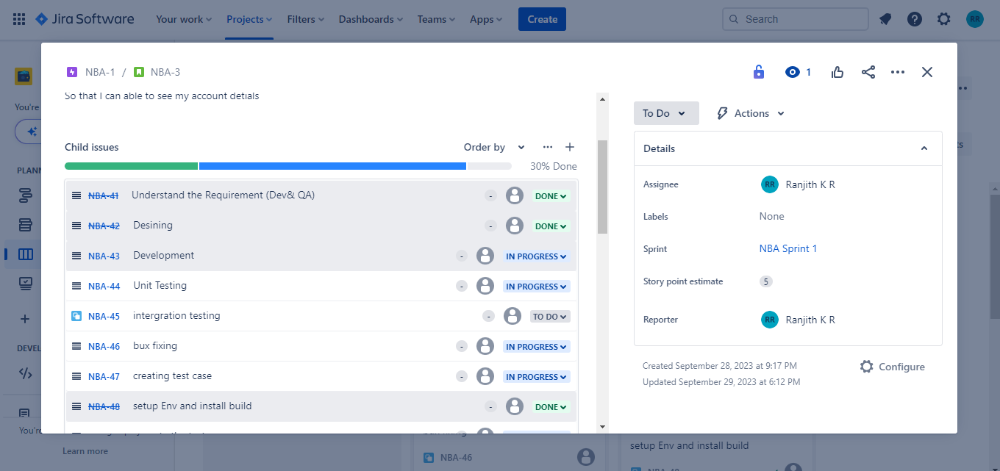 Jira Software Your work Projects Filters Dashboards Teams Apps Create Search RR
NBA-1 / NBA-3 1
So that I can able to see my account detials
You're
To Do Actions
Child issues Order by
30% Done
Details
PLANN
NBA-41 Understand the Requirement (Dev& QA) - DONE
Assignee RR Ranjith K R
NBA-42 Desining - DONE
Labels None
NBA-43 Development - IN PROGRESS
Sprint NBA Sprint 1
NBA-44 Unit Testing - IN PROGRESS
Story point estimate 5
NBA-45 intergration testing - TO DO
Reporter RR Ranjith K R
NBA-46 bux fixing - IN PROGRESS
DEVEL
NBA-47 creating test case - IN PROGRESS
Created September 28, 2023 at 9:17 PM Configure
Updated September 29, 2023 at 6:12 PM
NBA-48 setup Env and install build - DONE
You're
Learn more
bux fixing
setup Env and install build
NBA-46
NBA-48